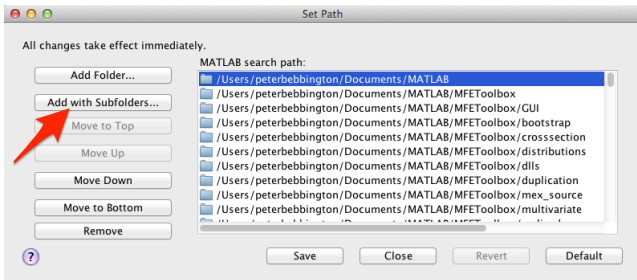 Set Path
All changes take effect immediately.
MATLAB search path:
Add Folder...
Add with Subfolders...
Move to Top
Move Up
Move Down
Move to Bottom
Remove
/Users/peterbebbington/Documents/MATLAB
/Users/peterbebbington/Documents/MATLAB/MFEToolbox
/Users/peterbebbington/Documents/MATLAB/MFEToolbox/GUI
/Users/peterbebbington/Documents/MATLAB/MFEToolbox/bootstrap
/Users/peterbebbington/Documents/MATLAB/MFEToolbox/crosssection
/Users/peterbebbington/Documents/MATLAB/MFEToolbox/distributions
/Users/peterbebbington/Documents/MATLAB/MFEToolbox/dlls
/Users/peterbebbington/Documents/MATLAB/MFEToolbox/duplication
/Users/peterbebbington/Documents/MATLAB/MFEToolbox/mex_source
/Users/peterbebbington/Documents/MATLAB/MFEToolbox/multivariate
? Save Close Revert Default